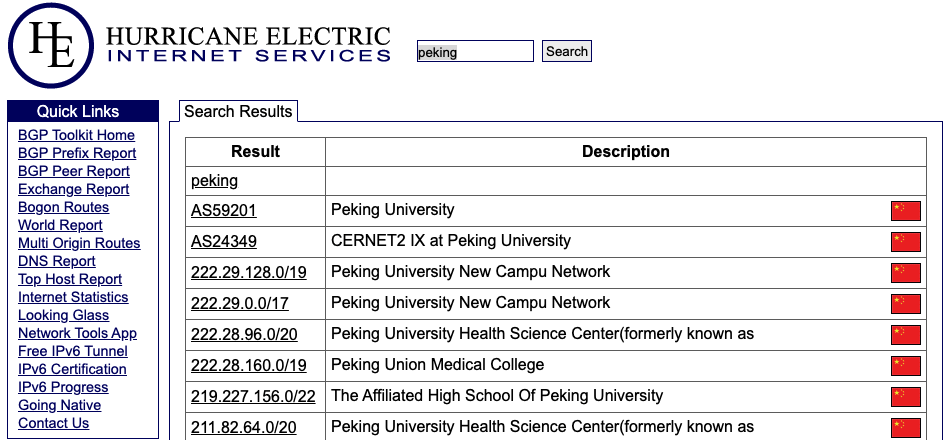 HE
HURRICANE ELECTRIC
INTERNET SERVICES
peking
Search
Quick Links
BGP Toolkit Home
BGP Prefix Report
BGP Peer Report
Exchange Report
Bogon Routes
World Report
Multi Origin Routes
DNS Report
Top Host Report
Internet Statistics
Looking Glass
Network Tools App
Free IPv6 Tunnel
IPv6 Certification
IPv6 Progress
Going Native
Contact Us
Search Results
Result Description
peking
AS59201 Peking University
AS24349 CERNET2 IX at Peking University
222.29.128.0/19 Peking University New Campu Network
222.29.0.0/17 Peking University New Campu Network
222.28.96.0/20 Peking University Health Science Center(formerly known as
222.28.160.0/19 Peking Union Medical College
219.227.156.0/22 The Affiliated High School Of Peking University
211.82.64.0/20 Peking University Health Science Center(formerly known as